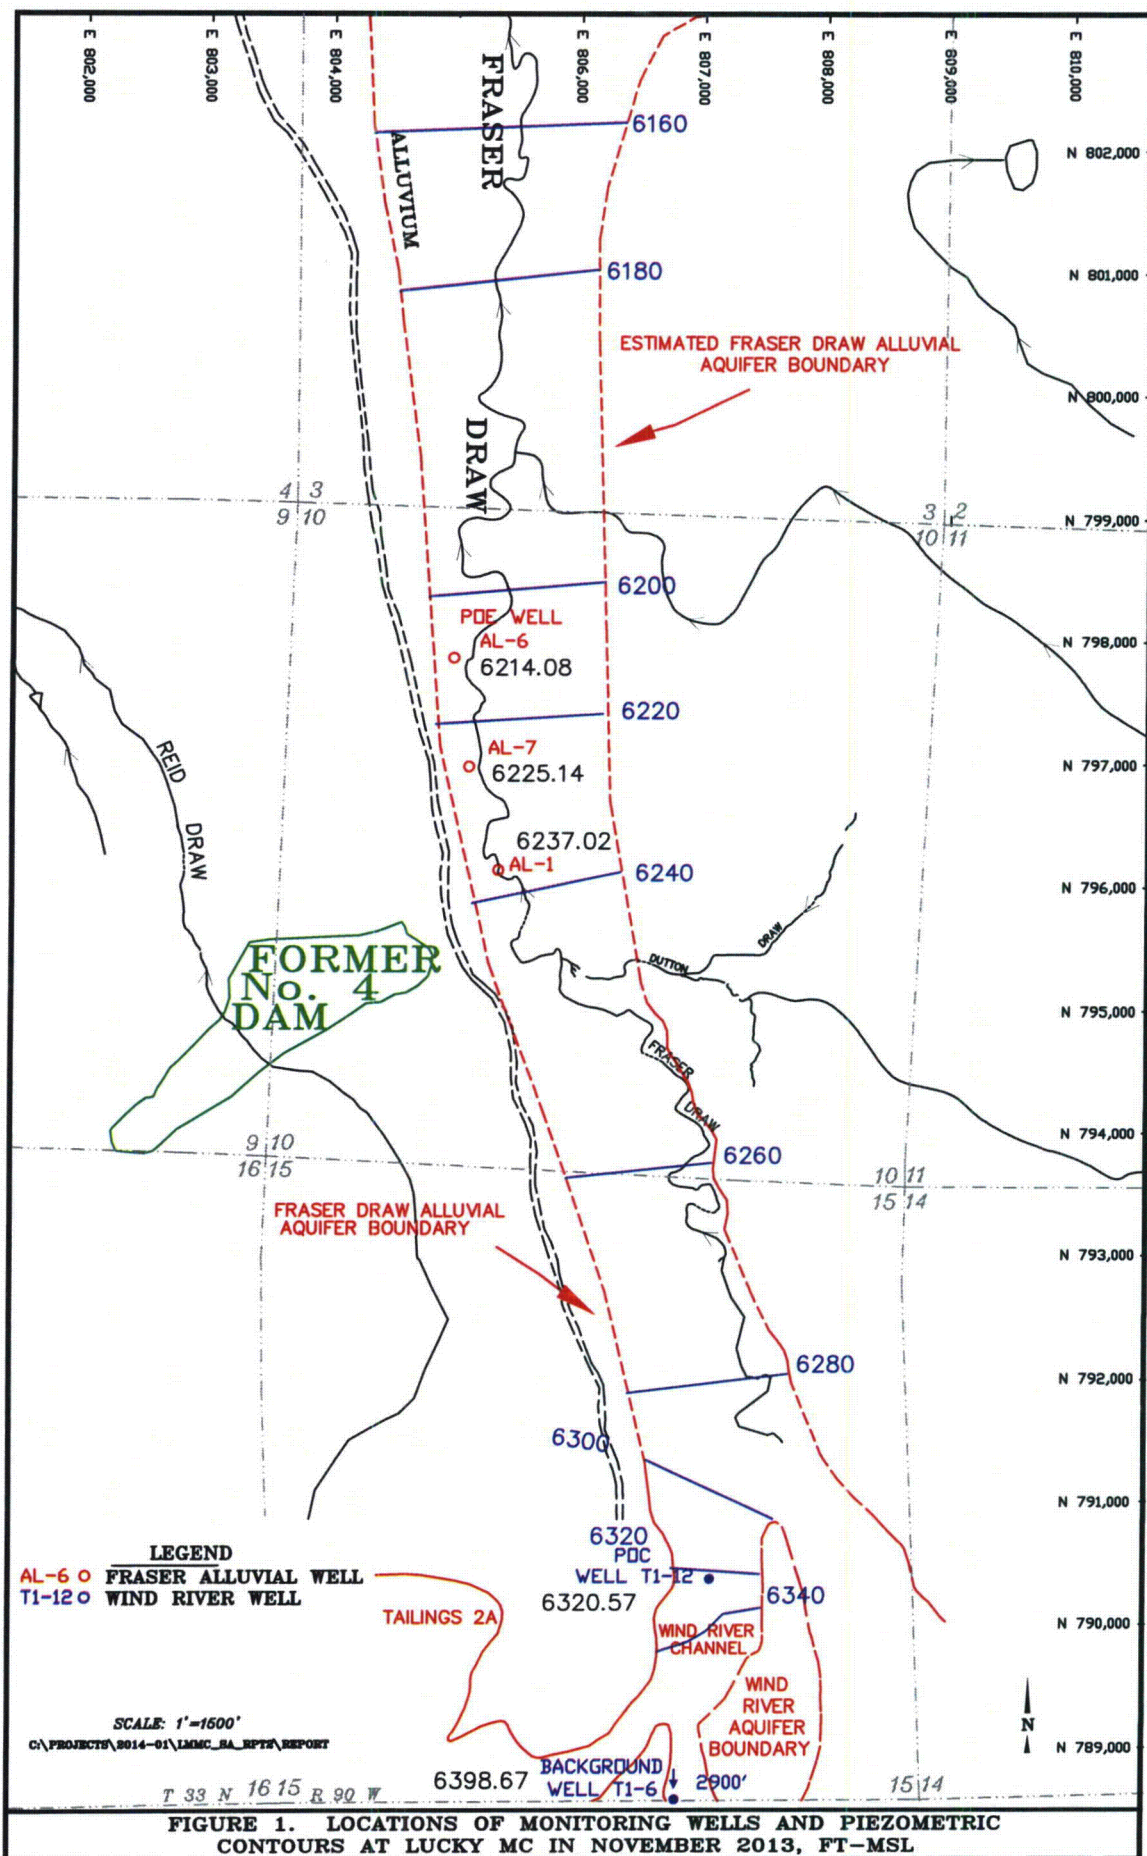 E 802,000
E 803,000
E 804,000
E 806,000
E 807,000
E 808,000
E 809,000
E 810,000
FRASER
6160
ALLUVIUM
N 802,000
6180
N 801,000
ESTIMATED FRASER DRAW ALLUVIAL
AQUIFER BOUNDARY
N 800,000
DRAW
4 3
9 10
3 2
10 11
N 799,000
6200
POE WELL
AL-6
6214.08
N 798,000
6220
AL-7
6225.14
N 797,000
REID
DRAW
6237.02
AL-1
6240
N 796,000
FORMER
No. 4
DAM
DUTTON
DRAW
N 795,000
FRASER
DRAW
N 794,000
9 10
16 15
6260
10 11
15 14
FRASER DRAW ALLUVIAL
AQUIFER BOUNDARY
N 793,000
6280
N 792,000
6300
N 791,000
6320
POC
WELL T1-12
6320.57
6340
LEGEND
AL-6 FRASER ALLUVIAL WELL
T1-12 WIND RIVER WELL
TAILINGS 2A
N 790,000
WIND RIVER
CHANNEL
WIND
RIVER
AQUIFER
BOUNDARY
N
SCALE: 1"=1600'
C:\PROJECTS\2014-01\LMMC_SA_RPTS\REPORT
N 789,000
6398.67
BACKGROUND
WELL T1-6
2900'
T 33 N 16 15 R 90 W
15 14
FIGURE 1. LOCATIONS OF MONITORING WELLS AND PIEZOMETRIC
CONTOURS AT LUCKY MC IN NOVEMBER 2013, FT-MSL